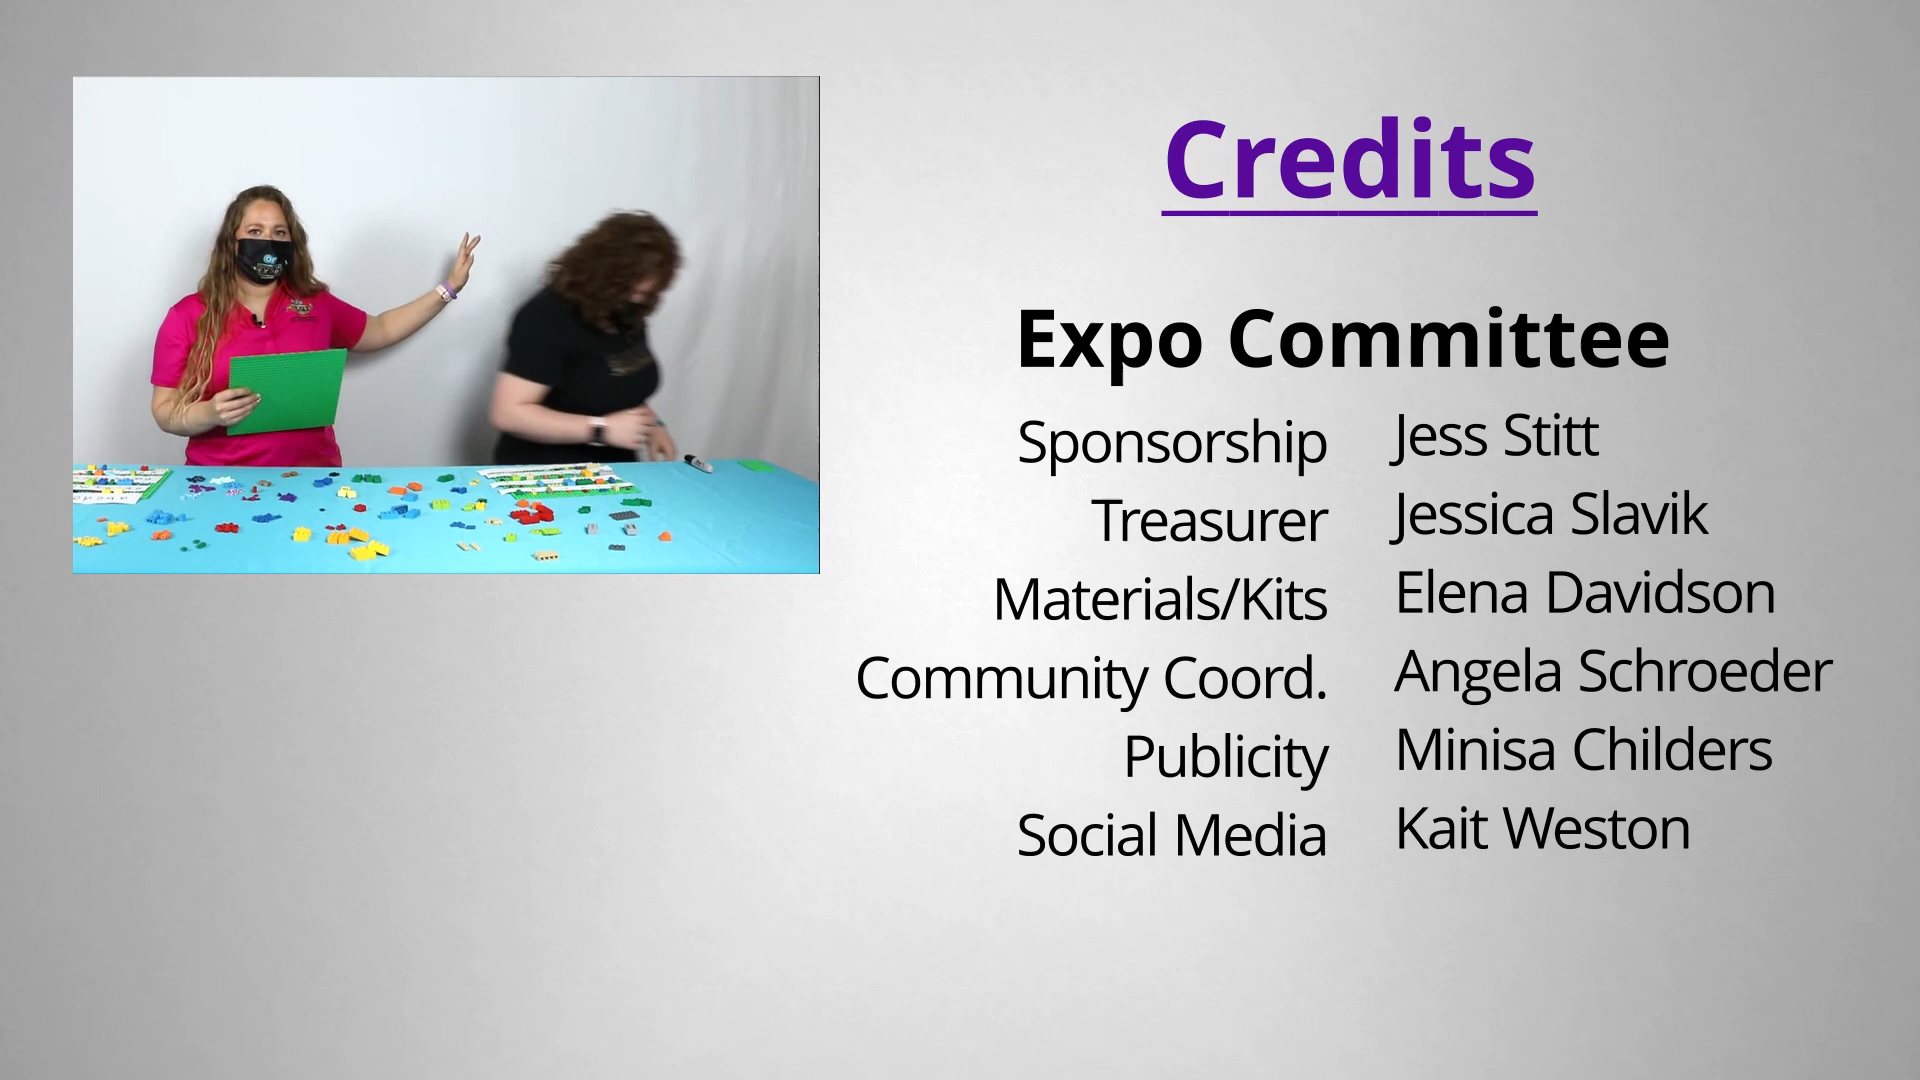 Credits
Expo Committee
Sponsorship Jess Stitt
Treasurer Jessica Slavik
Materials/Kits Elena Davidson
Community Coord. Angela Schroeder
Publicity Minisa Childers
Social Media Kait Weston